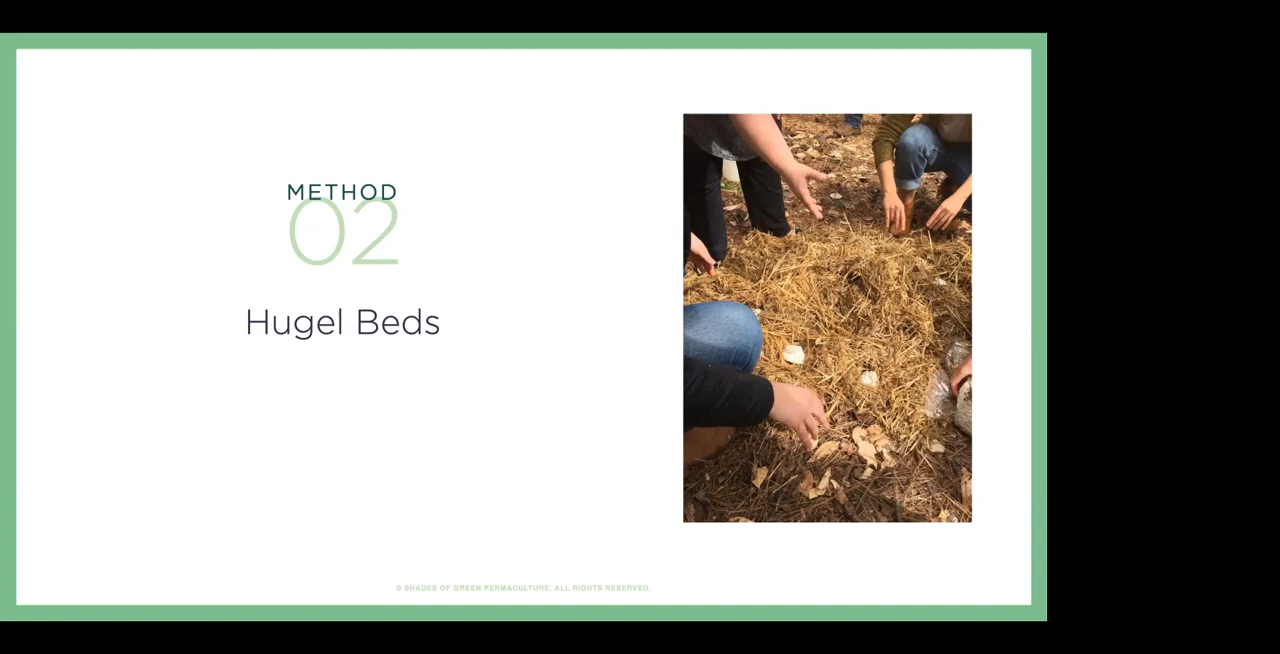 METHOD
02
Hugel Beds
© SHADES OF GREEN PERMACULTURE. ALL RIGHTS RESERVED.